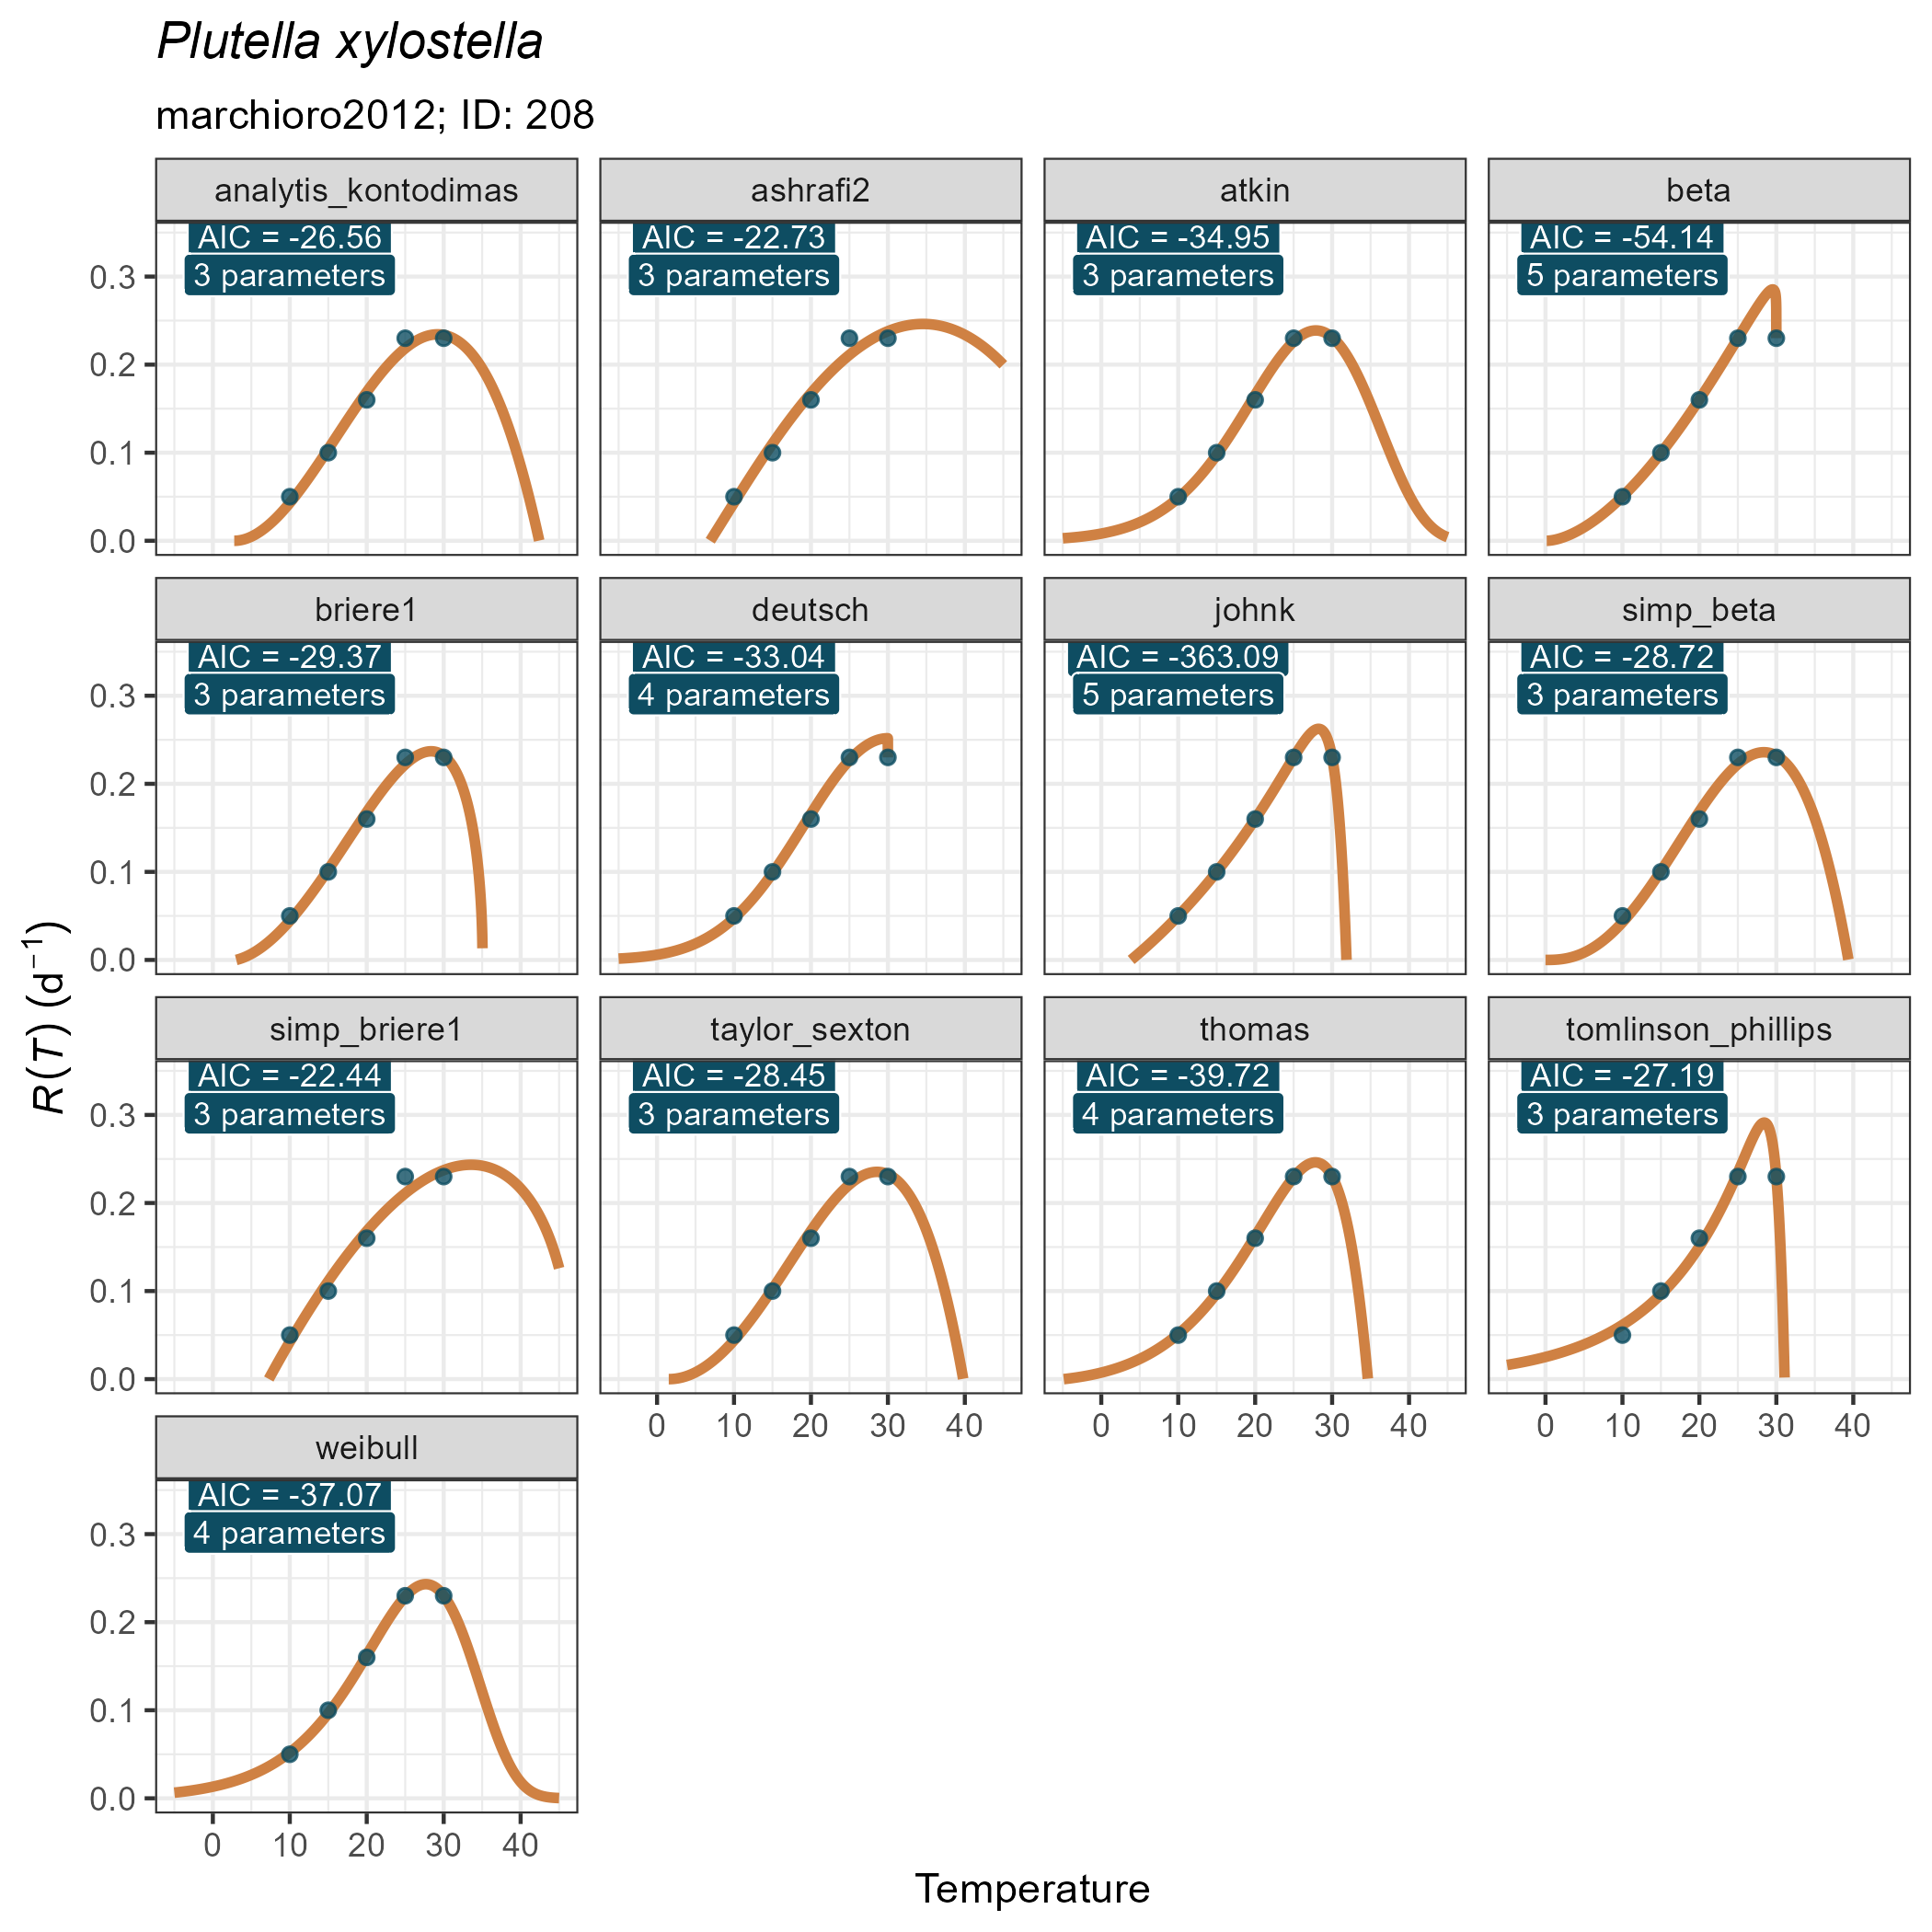 Plutella xylostella
marchioro2012; ID: 208
analytis_kontodimas
AIC = -26.56
3 parameters
ashrafi2
AIC = -22.73
3 parameters
atkin
AIC = -34.95
3 parameters
beta
AIC = -54.14
5 parameters
0.3
0.2
0.1
0.0
briere1
AIC = -29.37
3 parameters
deutsch
AIC = -33.04
4 parameters
johnk
AIC = -363.09
5 parameters
simp_beta
AIC = -28.72
3 parameters
0.3
0.2
0.1
0.0
simp_briere1
AIC = -22.44
3 parameters
taylor_sexton
AIC = -28.45
3 parameters
thomas
AIC = -39.72
4 parameters
tomlinson_phillips
AIC = -27.19
3 parameters
0.3
0.2
0.1
0.0
0 10 20 30 40
0 10 20 30 40
0 10 20 30 40
weibull
AIC = -37.07
4 parameters
0.3
0.2
0.1
0.0
0 10 20 30 40
R(T) (d⁻¹)
Temperature